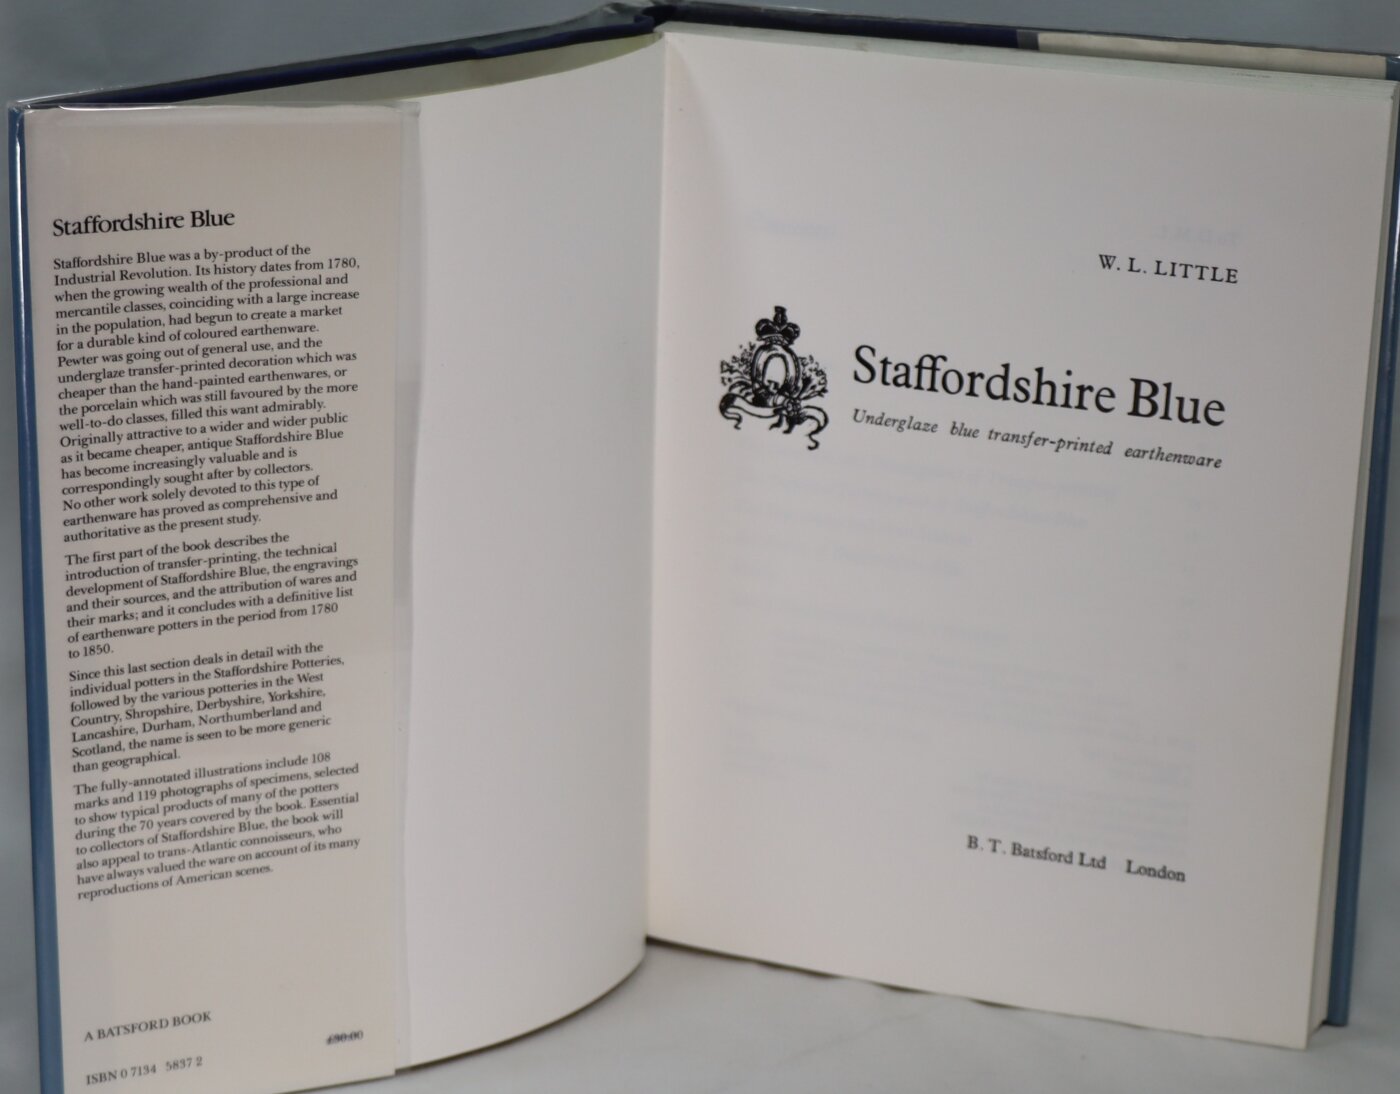 Staffordshire Blue
Staffordshire Blue was a by-product of the
Industrial Revolution. Its history dates from 1780,
when the growing wealth of the professional and
mercantile classes, coinciding with a large increase
in the population, had begun to create a market
for a durable kind of coloured earthenware.
Pewter was going out of general use, and the
underglaze transfer-printed decoration which was
cheaper than the hand-painted earthenwares, or
the porcelain which was still favoured by the more
well-to-do classes, filled this want admirably.
Originally attractive to a wider and wider public
as it became cheaper, antique Staffordshire Blue
has become increasingly valuable and is
correspondingly sought after by collectors.
No other work solely devoted to this type of
earthenware has proved as comprehensive and
authoritative as the present study.
The first part of the book describes the
introduction of transfer-printing, the technical
development of Staffordshire Blue, the engravings
and their sources, and the attribution of wares and
their marks; and it concludes with a definitive list
of earthenware potters in the period from 1780
to 1850.
Since this last section deals in detail with the
individual potters in the Staffordshire Potteries,
followed by the various potteries in the West
Country, Shropshire, Derbyshire, Yorkshire,
Lancashire, Durham, Northumberland and
Scotland, the name is seen to be more generic
than geographical.
The fully-annotated illustrations include 108
marks and 119 photographs of specimens, selected
to show typical products of many of the potters
during the 70 years covered by the book. Essential
to collectors of Staffordshire Blue, the book will
also appeal to trans-Atlantic connoisseurs, who
have always valued the ware on account of its many
reproductions of American scenes.
A BATSFORD BOOK
£30.00
ISBN 0 7134 5837 2
W. L. LITTLE
Staffordshire Blue
Underglaze blue transfer-printed earthenware
B. T. Batsford Ltd London